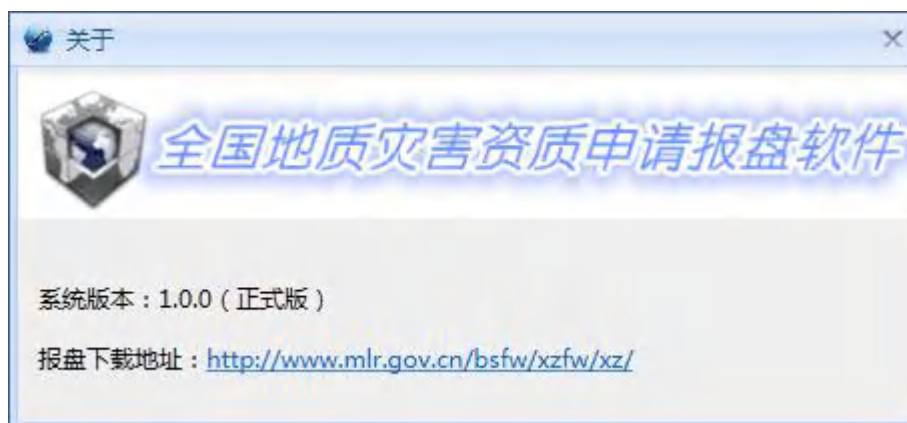 关于
全国地质灾害资质申请报盘软件
系统版本：1.0.0（正式版）
报盘下载地址：http://www.mlr.gov.cn/bsfw/xzfw/xz/